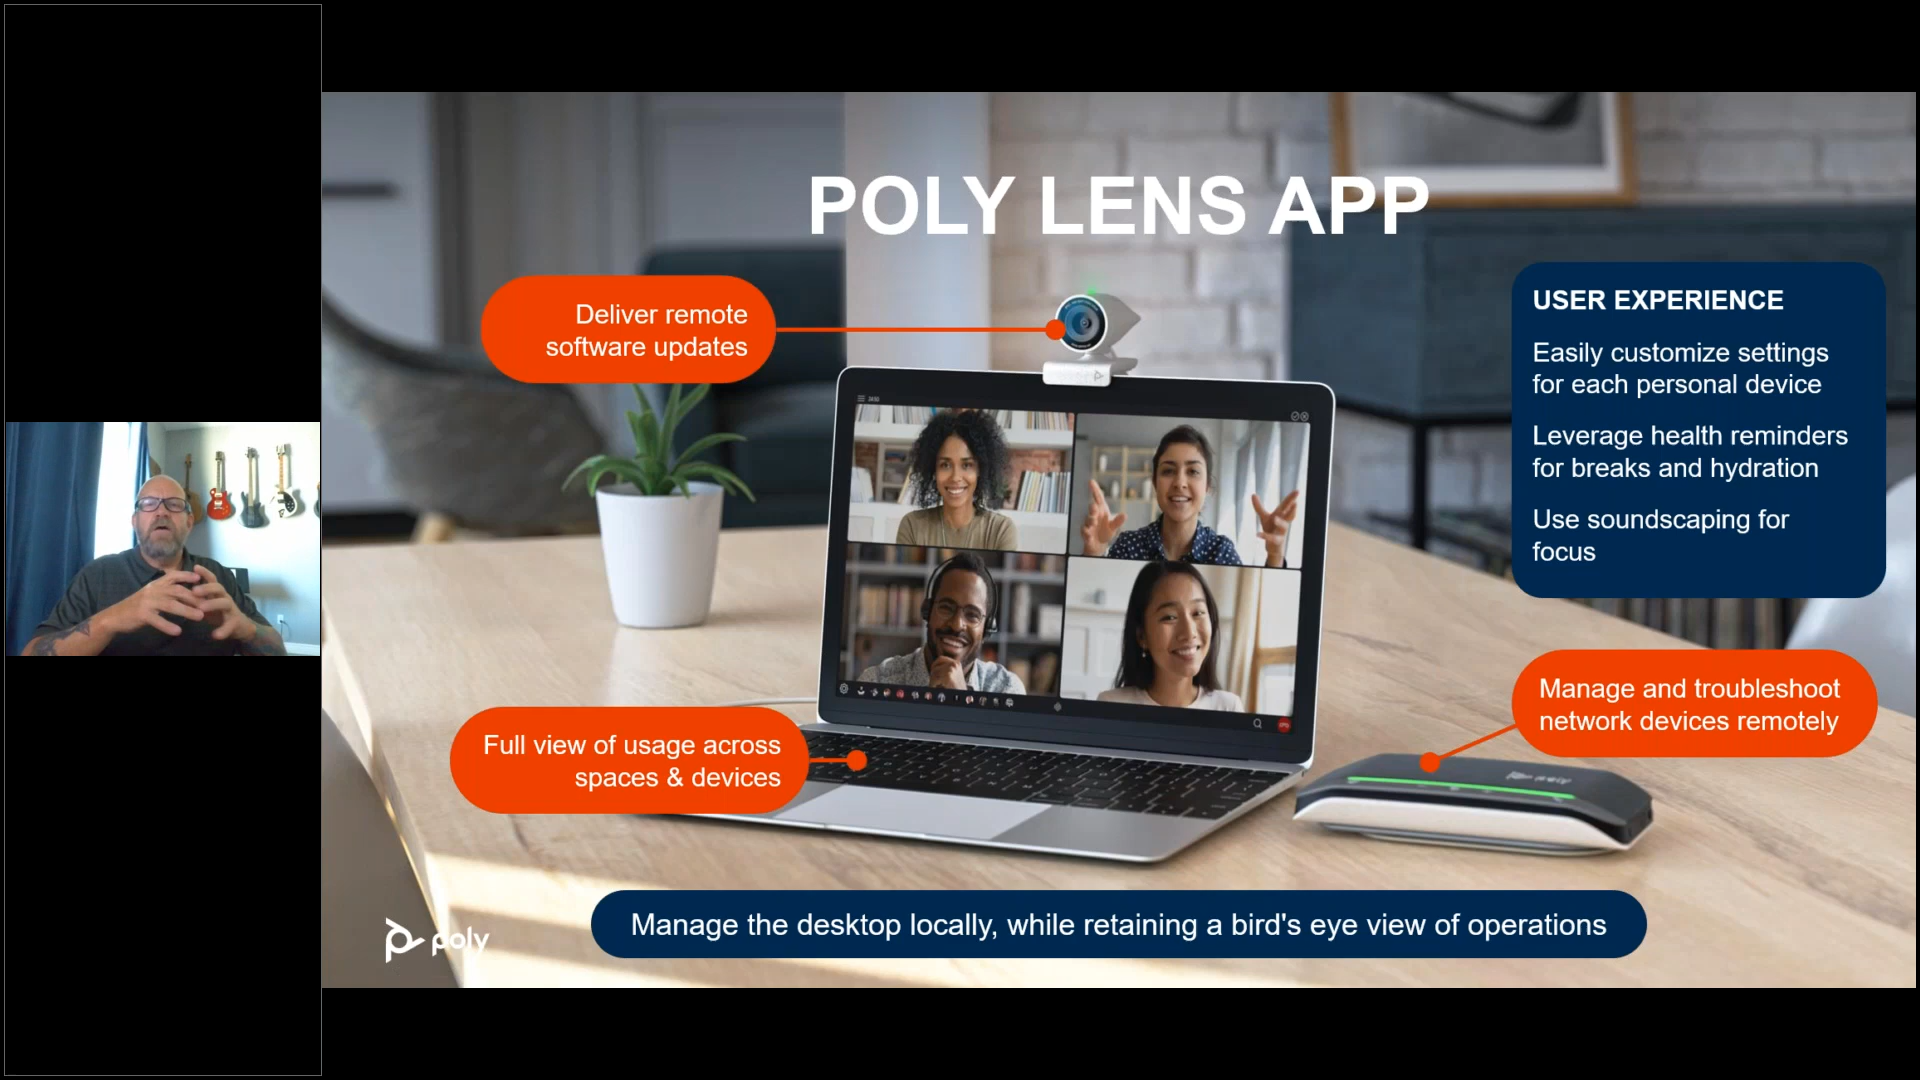 POLY LENS APP
Deliver remote
software updates
USER EXPERIENCE
Easily customize settings
for each personal device
Leverage health reminders
for breaks and hydration
Use soundscaping for
focus
Manage and troubleshoot
network devices remotely
Full view of usage across
spaces & devices
poly
Manage the desktop locally, while retaining a bird's eye view of operations
poly